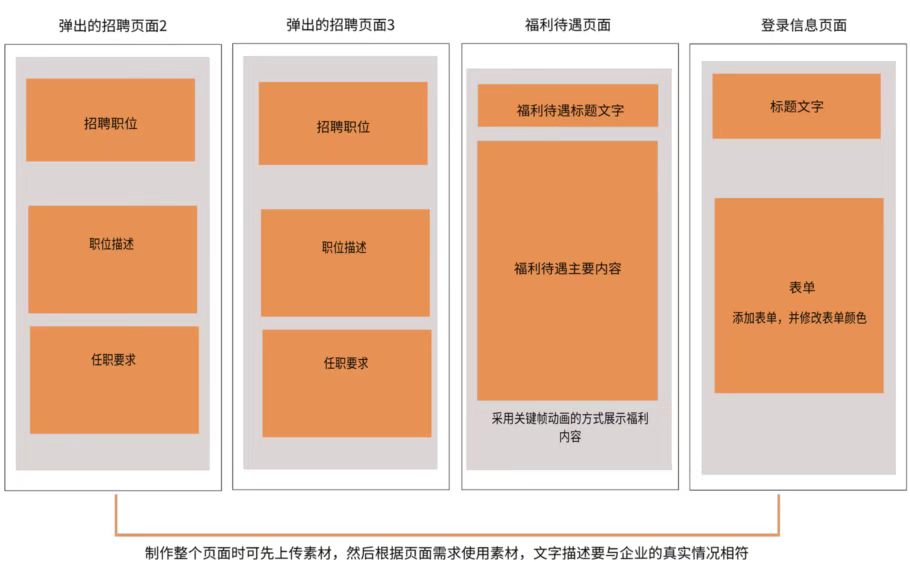 弹出的招聘页面2
弹出的招聘页面3
福利待遇页面
登录信息页面
招聘职位
职位描述
任职要求
招聘职位
职位描述
任职要求
福利待遇标题文字
福利待遇主要内容
采用关键帧动画的方式展示福利
内容
标题文字
表单
添加表单，并修改表单颜色
制作整个页面时可先上传素材，然后根据页面需求使用素材，文字描述要与企业的真实情况相符